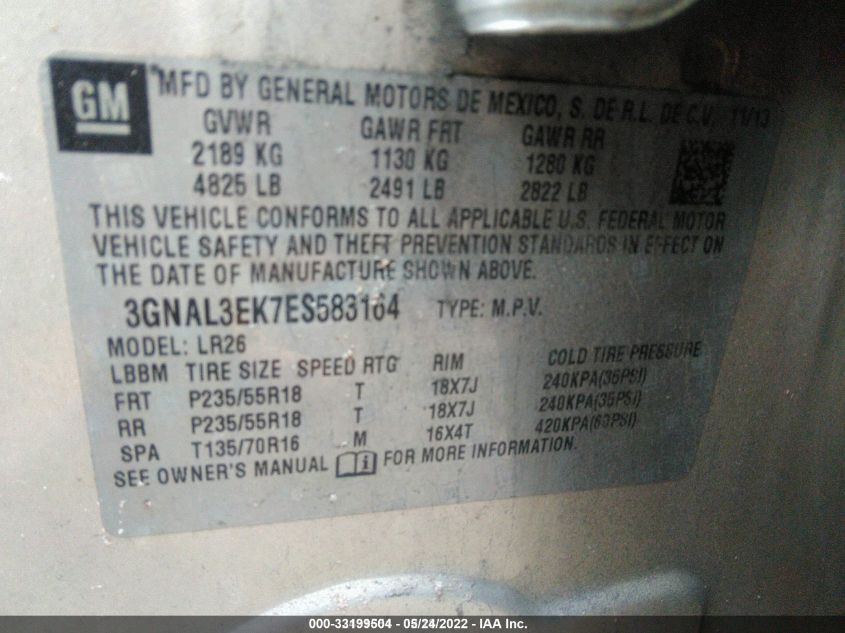 GM
MFD BY GENERAL MOTORS DE MEXICO, S. DE R.L. DE C.V. 11/13
GVWR GAWR FRT GAWR RR
2189 KG 1130 KG 1280 KG
4825 LB 2491 LB 2822 LB
THIS VEHICLE CONFORMS TO ALL APPLICABLE U.S. FEDERAL MOTOR
VEHICLE SAFETY AND THEFT PREVENTION STANDARDS IN EFFECT ON
THE DATE OF MANUFACTURE SHOWN ABOVE.
3GNAL3EK7ES583164 TYPE: M.P.V.
MODEL: LR26
LBBM TIRE SIZE SPEED RTG RIM COLD TIRE PRESSURE
FRT P235/55R18 T 18X7J 240KPA(35PSI)
RR P235/55R18 T 18X7J 240KPA(35PSI)
SPA T135/70R16 M 16X4T 420KPA(60PSI)
SEE OWNER'S MANUAL FOR MORE INFORMATION.
000-33199504 - 05/24/2022 - IAA Inc.